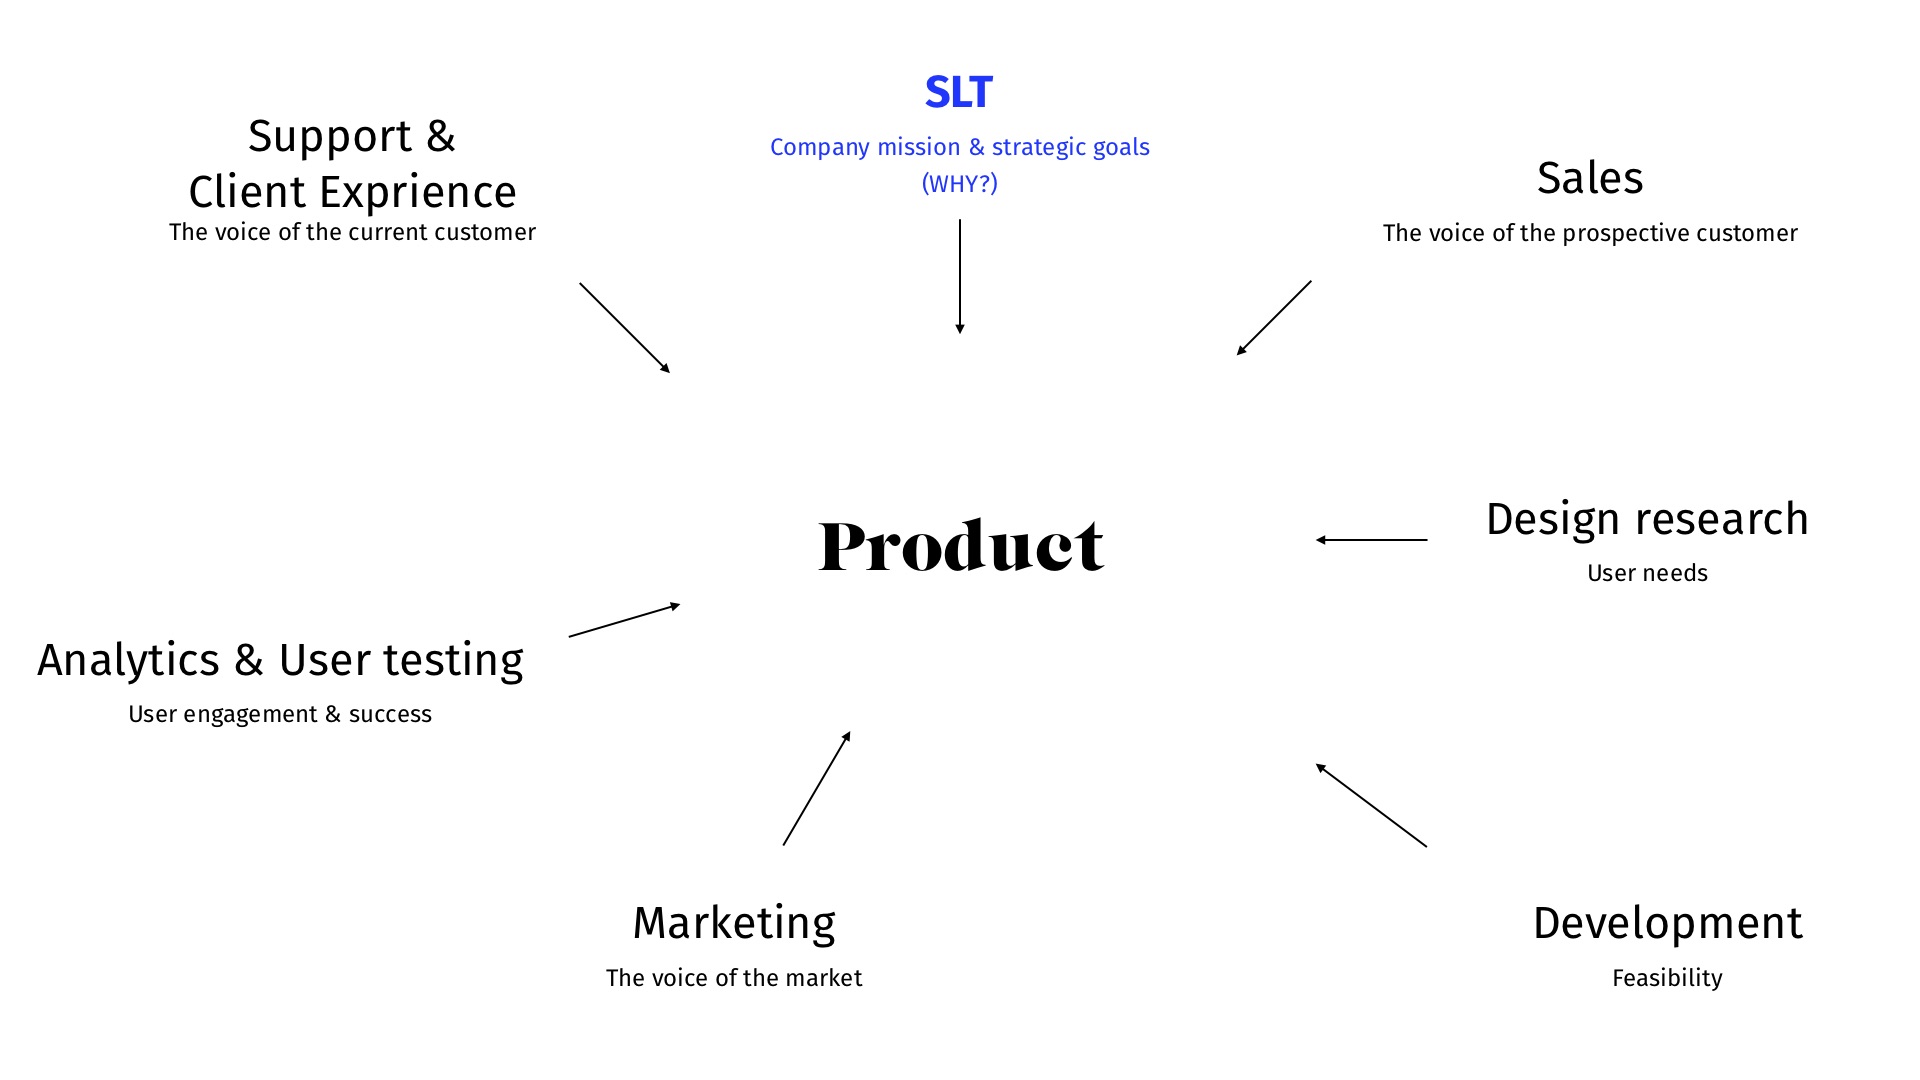 SLT
Company mission & strategic goals
(WHY?)
Support &
Client Exprience
The voice of the current customer
Sales
The voice of the prospective customer
Product
Design research
User needs
Analytics & User testing
User engagement & success
Marketing
The voice of the market
Development
Feasibility